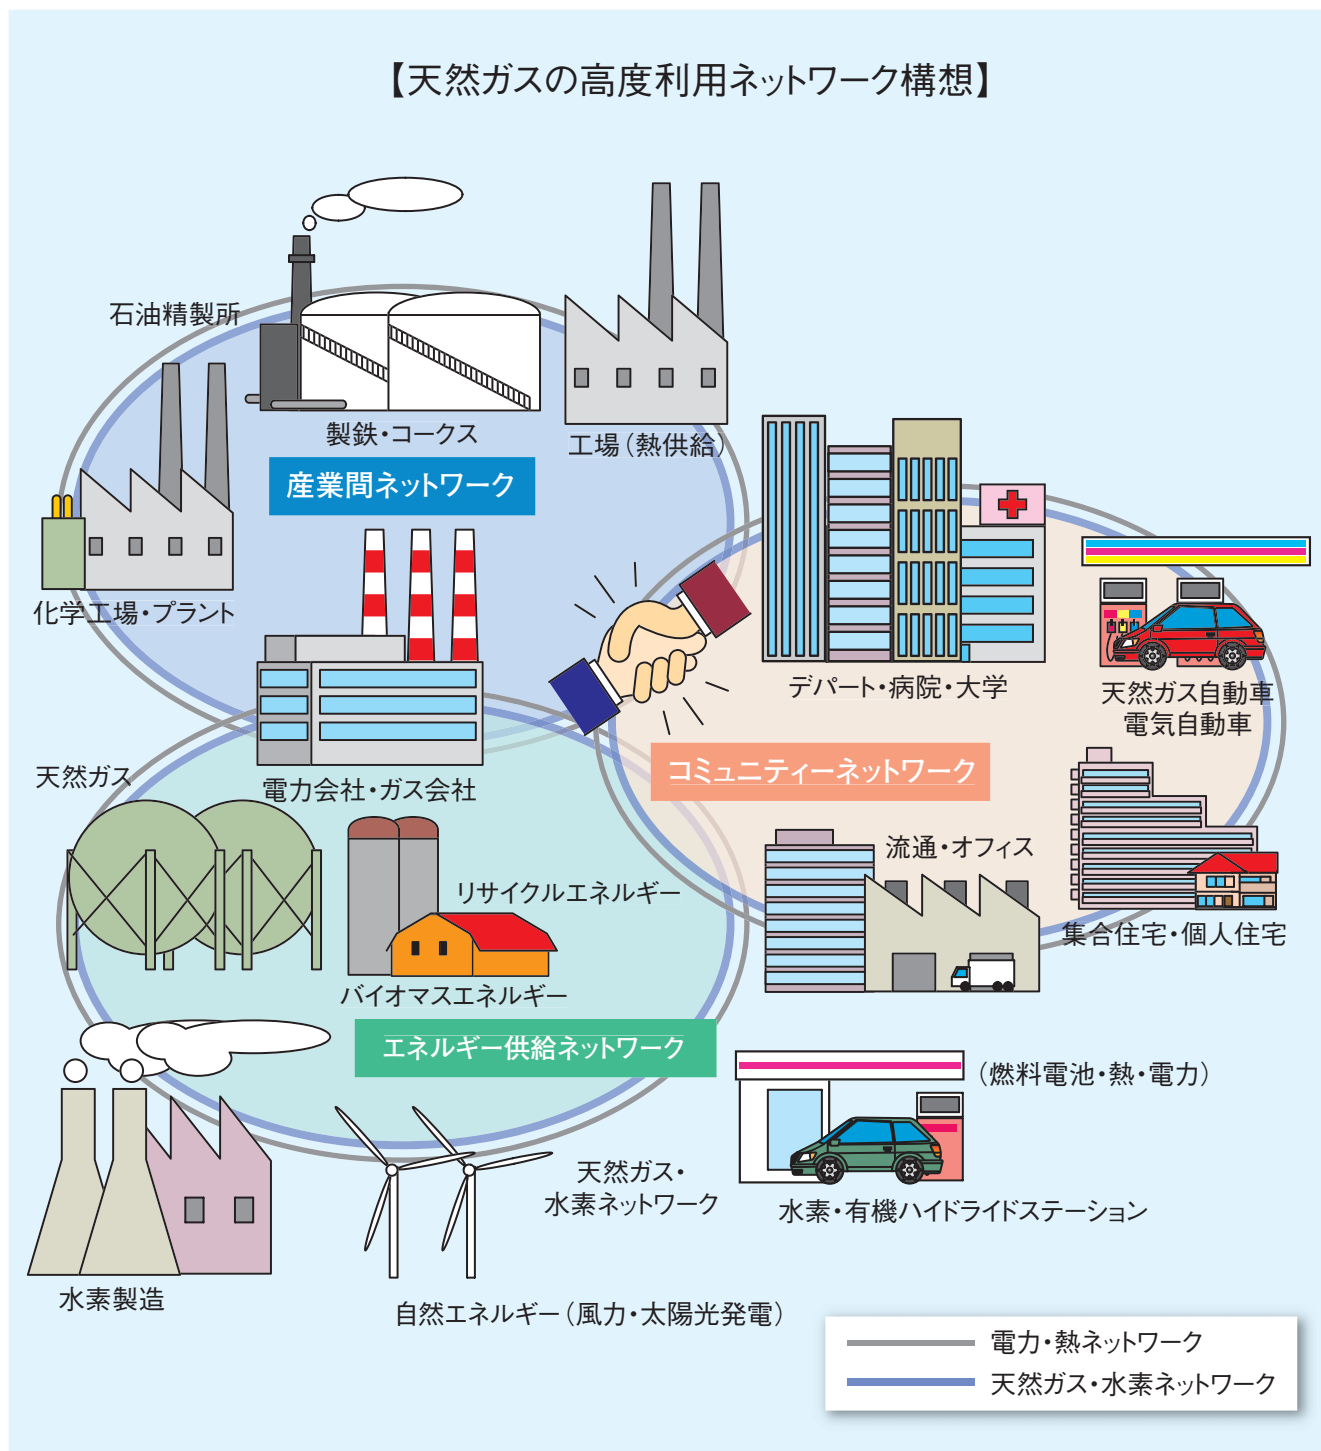 【天然ガスの高度利用ネットワーク構想】
石油精製所
製鉄・コークス
工場（熱供給）
産業間ネットワーク
化学工場・プラント
デパート・病院・大学
天然ガス自動車
電気自動車
コミュニティーネットワーク
天然ガス
電力会社・ガス会社
流通・オフィス
リサイクルエネルギー
集合住宅・個人住宅
バイオマスエネルギー
エネルギー供給ネットワーク
（燃料電池・熱・電力）
天然ガス・
水素ネットワーク
水素・有機ハイドライドステーション
水素製造
自然エネルギー（風力・太陽光発電）
電力・熱ネットワーク
天然ガス・水素ネットワーク